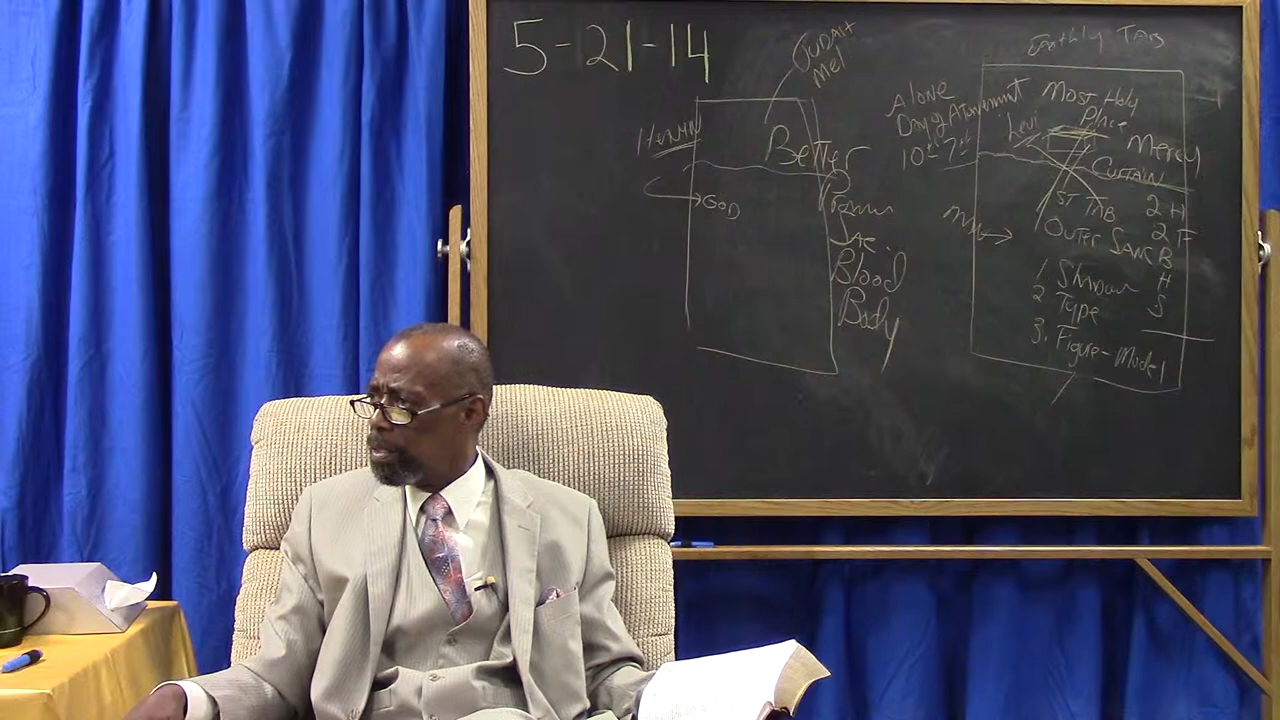 5-21-14
JUDAH
Mel
HEAVEN
Better
GOD
Sac.
Blood
Body
Earthly TAB
Alone
Day of Atonement
10th 7th
Levi
Most Holy
Place
Mercy
CURTAIN
1ST TAB 2 H
OUTER SANC 2 F
B
1. Shadow H
2 Type S
3. Figure-Model